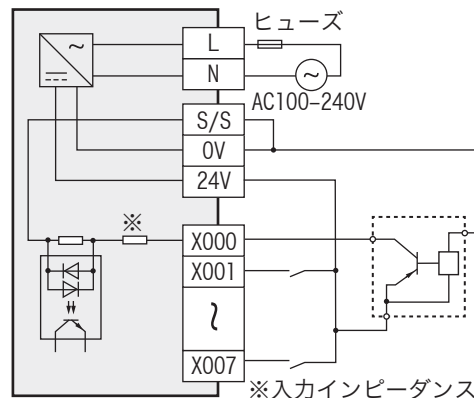 L
ヒューズ
N
AC100-240V
S/S
0V
24V
※
X000
X001
X007
※入力インピーダンス